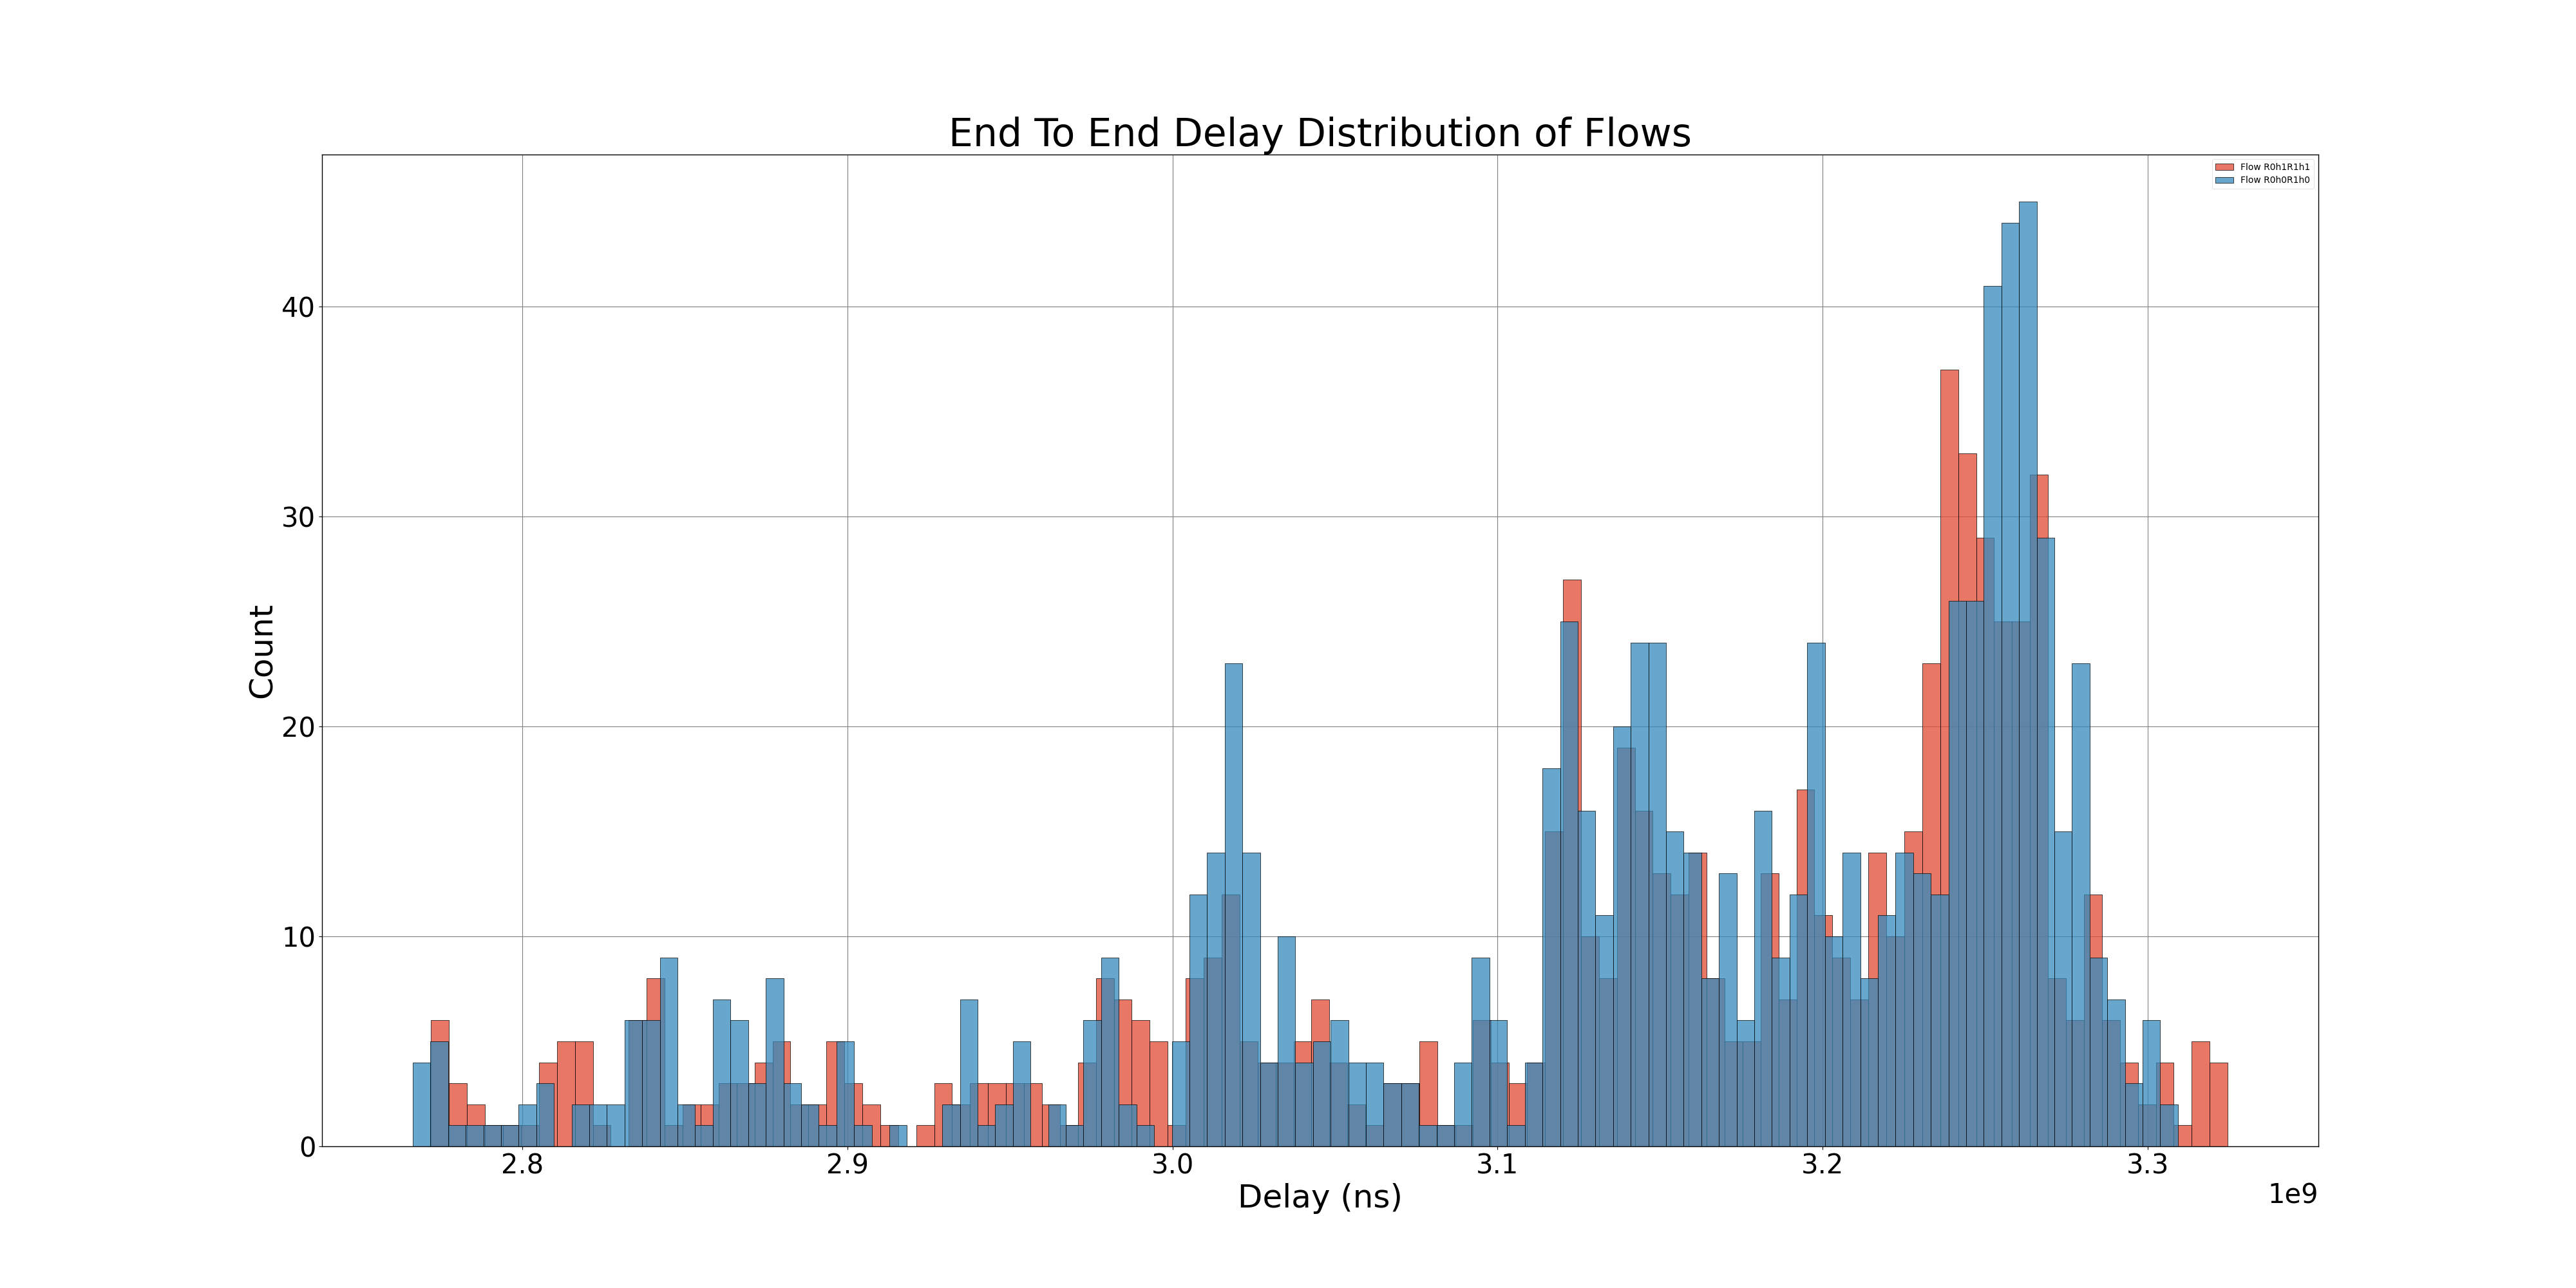 End To End Delay Distribution of Flows
Flow R0h1R1h1
Flow R0h0R1h0
40
30
20
10
0
Count
2.8 2.9 3.0 3.1 3.2 3.3
Delay (ns)
1e9